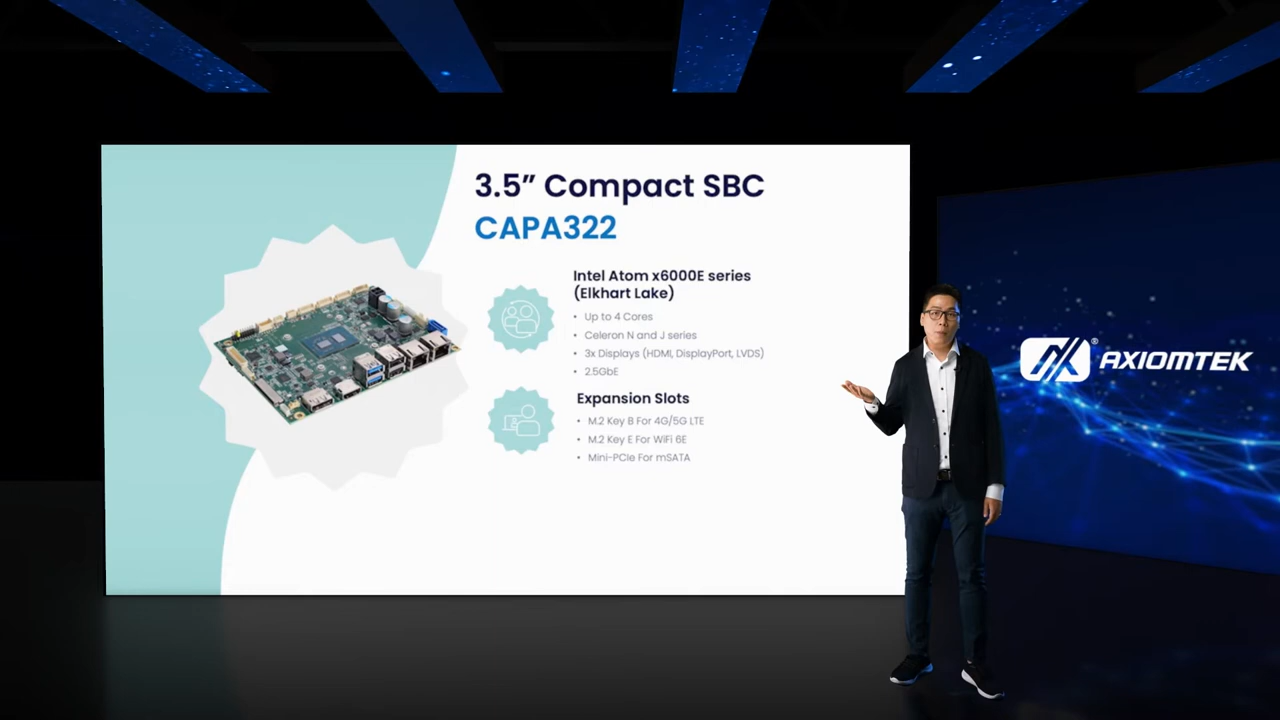 3.5” Compact SBC
CAPA322
Intel Atom x6000E series
(Elkhart Lake)
• Up to 4 Cores
• Celeron N and J series
• 3x Displays (HDMI, DisplayPort, LVDS)
• 2.5GbE
Expansion Slots
• M.2 Key B For 4G/5G LTE
• M.2 Key E For WiFi 6E
• Mini-PCIe For mSATA
AXIOMTEK®